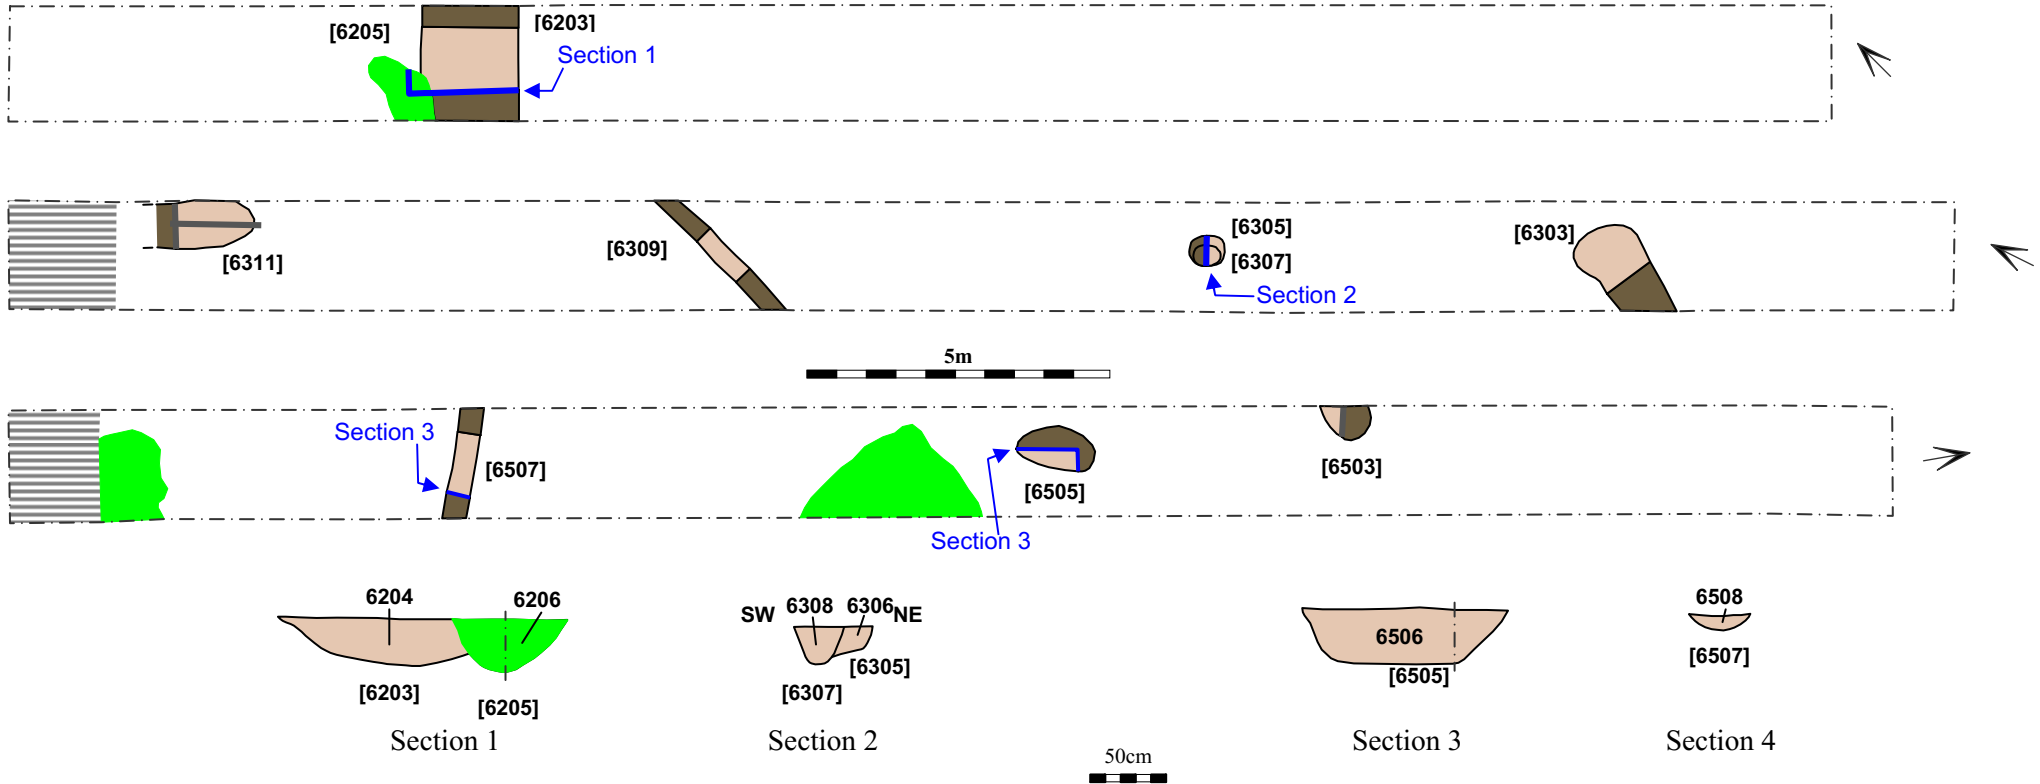 [6205]
[6203]
Section 1
[6311]
[6309]
[6305]
[6307]
Section 2
[6303]
5m
Section 3
[6507]
[6505]
Section 3
[6503]
6204
6206
[6203]
[6205]
Section 1
SW
6308
6306
NE
[6305]
[6307]
Section 2
6506
[6505]
Section 3
6508
[6507]
Section 4
50cm